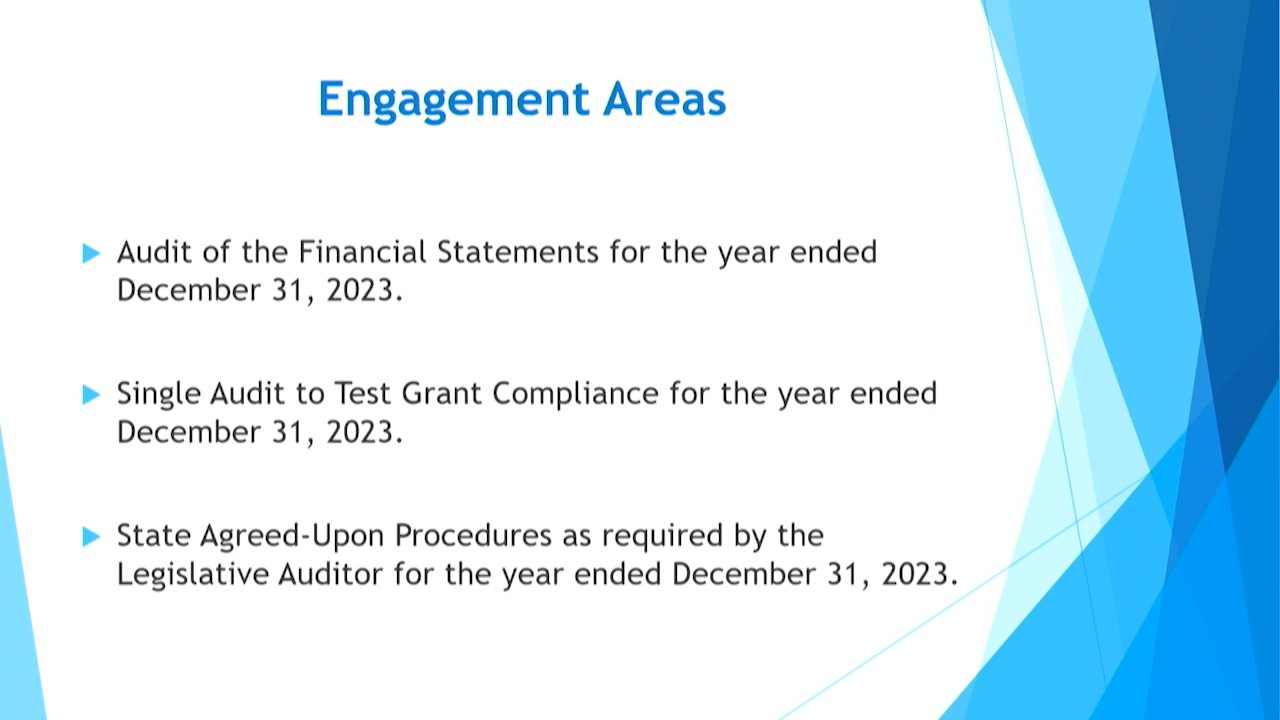 Engagement Areas
Audit of the Financial Statements for the year ended
December 31, 2023.
Single Audit to Test Grant Compliance for the year ended
December 31, 2023.
State Agreed-Upon Procedures as required by the
Legislative Auditor for the year ended December 31, 2023.